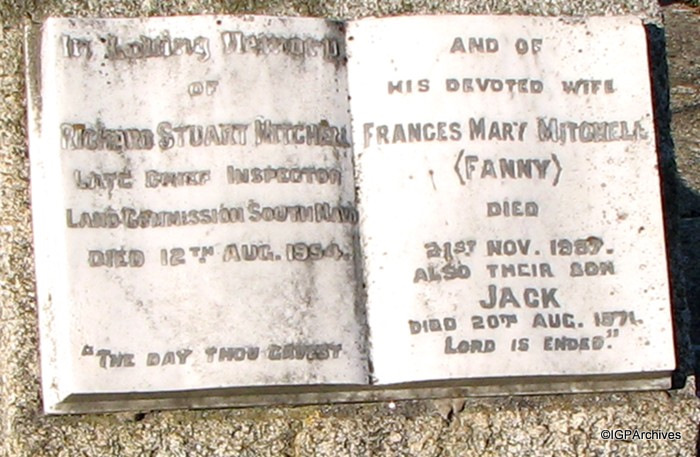 In Loving Memory
OF
RICHARD STUART MITCHELL
LATE CHIEF INSPECTOR
LAND COMMISSION SOUTH MAYO
DIED 12TH AUG. 1954.
"THE DAY THOU GAVEST
AND OF
HIS DEVOTED WIFE
FRANCES MARY MITCHELL
(FANNY)
DIED
21ST NOV. 1957.
ALSO THEIR SON
JACK
DIED 20TH AUG. 1971.
LORD IS ENDED."
©IGPArchives